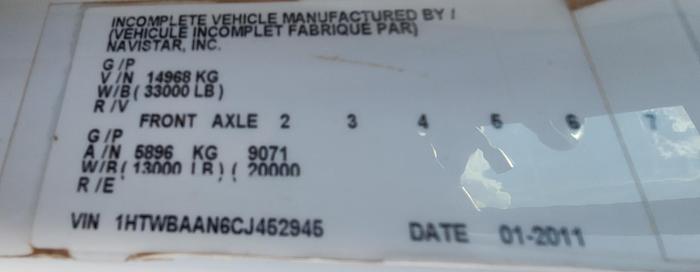 INCOMPLETE VEHICLE MANUFACTURED BY /
(VEHICULE INCOMPLET FABRIQUE PAR)
NAVISTAR, INC.
G/P
V/N 14968 KG
W/B ( 33000 LB )
R/V
FRONT AXLE 2 3 4 5 6 7
G/P
A/N 5896 KG 9071
W/B ( 13000 LB ) ( 20000
R/E
VIN 1HTWBAAN6CJ452945 DATE 01-2011